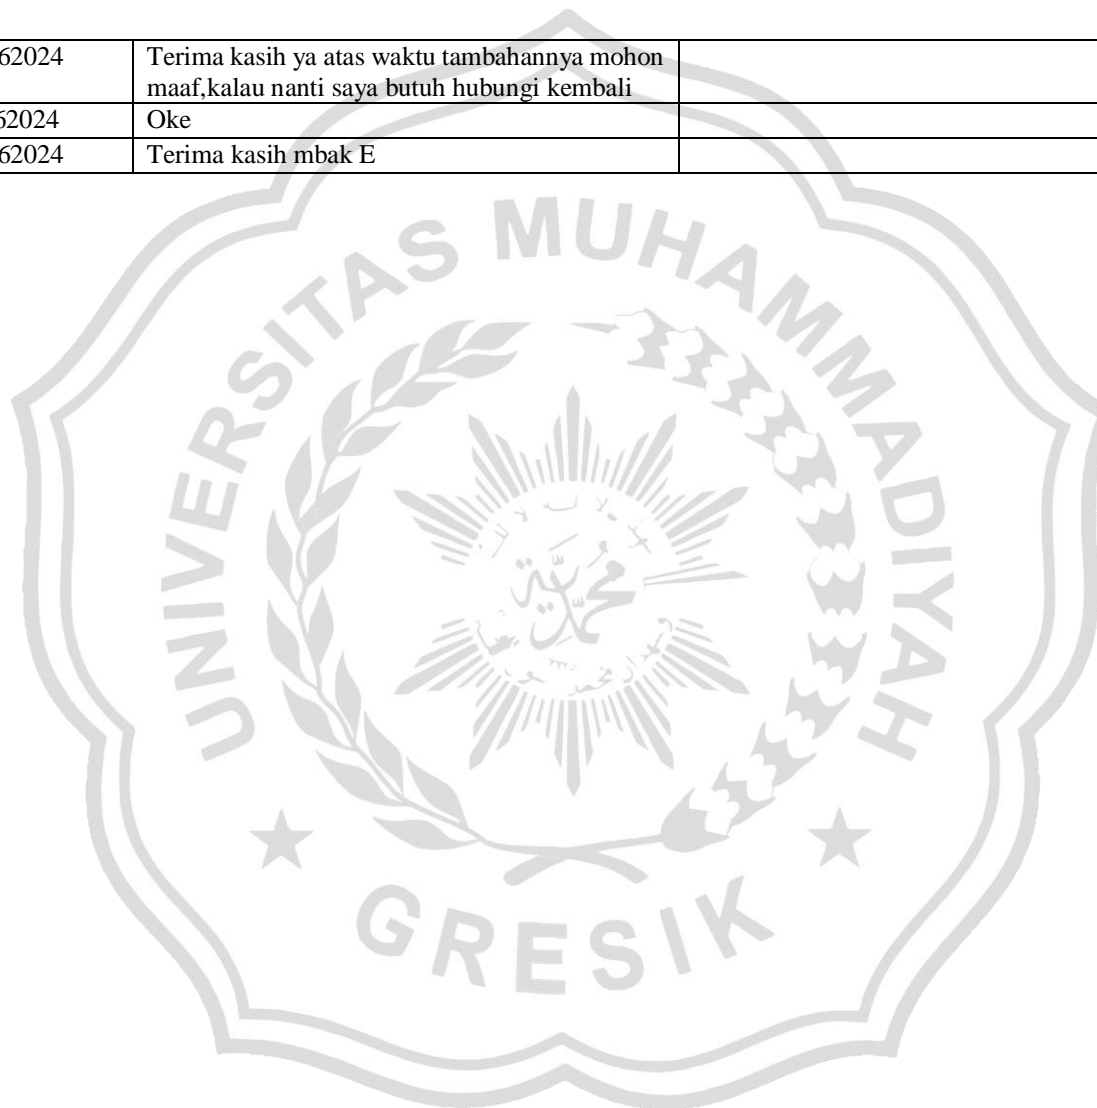 62024 Terima kasih ya atas waktu tambahannya mohon
maaf,kalau nanti saya butuh hubungi kembali
62024 Oke
62024 Terima kasih mbak E
UNIVERSITAS MUHAMMADIYAH
محمد
GRESIK